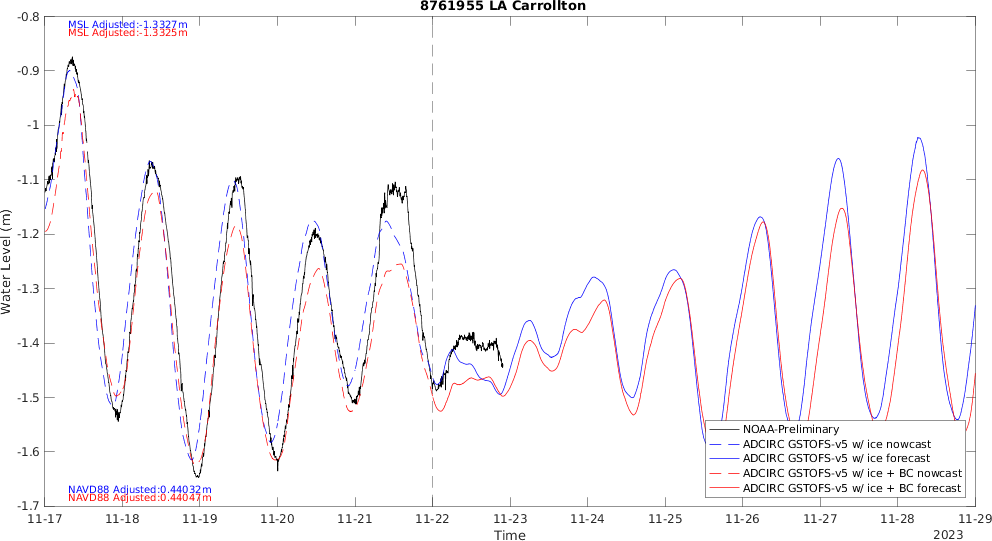 8761955 LA Carrollton
MSL Adjusted:-1.3327m
MSL Adjusted:-1.3325m
-0.8
-0.9
-1
-1.1
-1.2
-1.3
-1.4
-1.5
-1.6
-1.7
Water Level (m)
NOAA-Preliminary
ADCIRC GSTOFS-v5 w/ ice nowcast
ADCIRC GSTOFS-v5 w/ ice forecast
ADCIRC GSTOFS-v5 w/ ice + BC nowcast
ADCIRC GSTOFS-v5 w/ ice + BC forecast
NAVD88 Adjusted:0.44032m
NAVD88 Adjusted:0.44047m
11-17 11-18 11-19 11-20 11-21 11-22 11-23 11-24 11-25 11-26 11-27 11-28 11-29
Time
2023